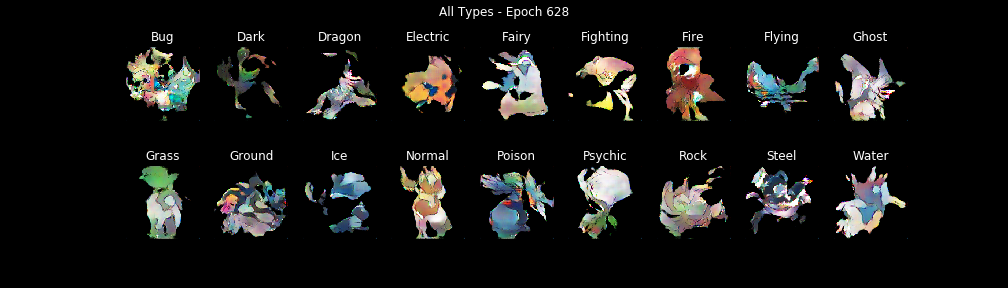 All Types - Epoch 628
Bug Dark Dragon Electric Fairy Fighting Fire Flying Ghost
Grass Ground Ice Normal Poison Psychic Rock Steel Water